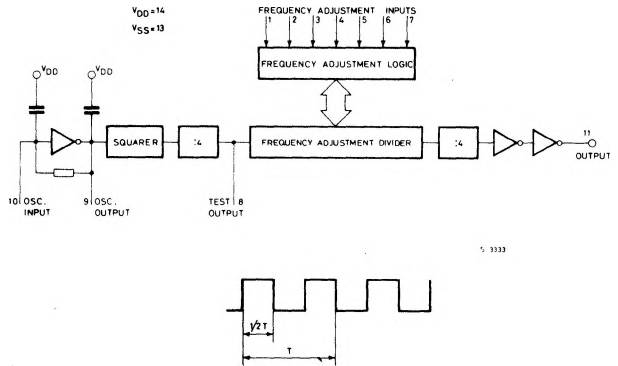 VDD=14
VSS=13
FREQUENCY ADJUSTMENT INPUTS
1 2 3 4 5 6 7
FREQUENCY ADJUSTMENT LOGIC
VDD VDD
SQUARER
:4
FREQUENCY ADJUSTMENT DIVIDER
:4
11
OUTPUT
10 OSC. INPUT
9 OSC. OUTPUT
TEST 8 OUTPUT
3333
1/2T
T